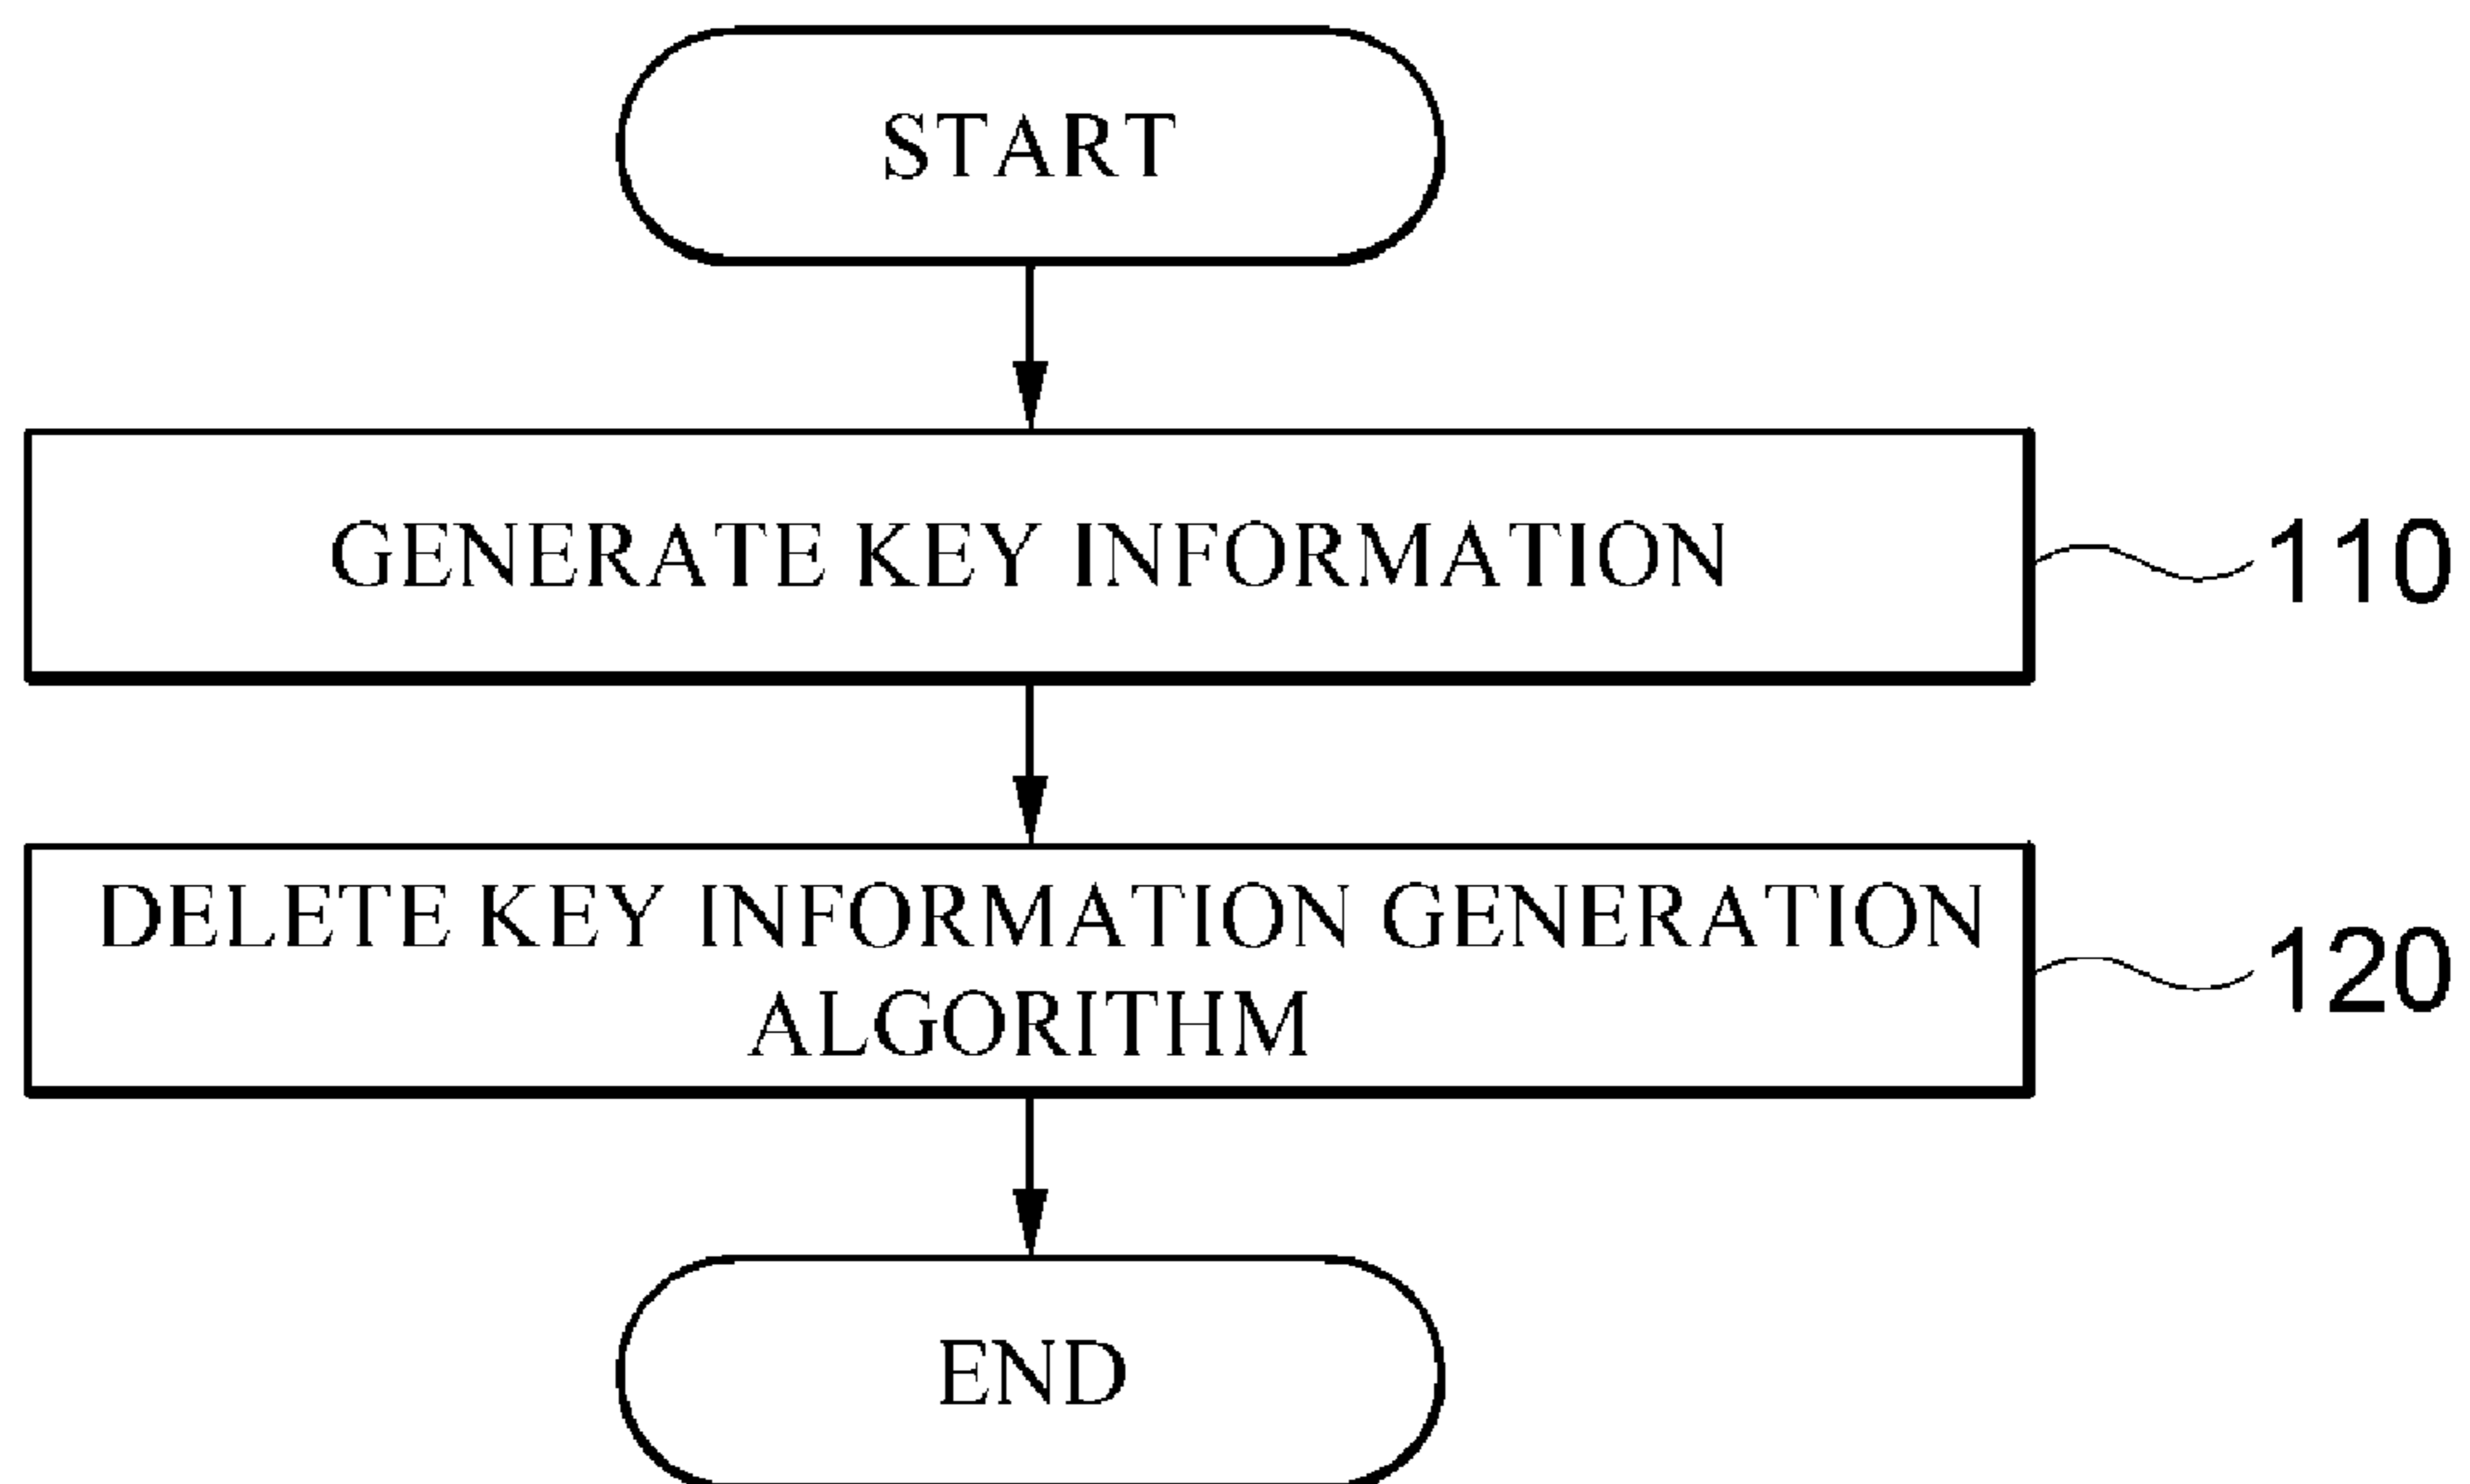 START
GENERATE KEY INFORMATION
110
DELETE KEY INFORMATION GENERATION
ALGORITHM
120
END